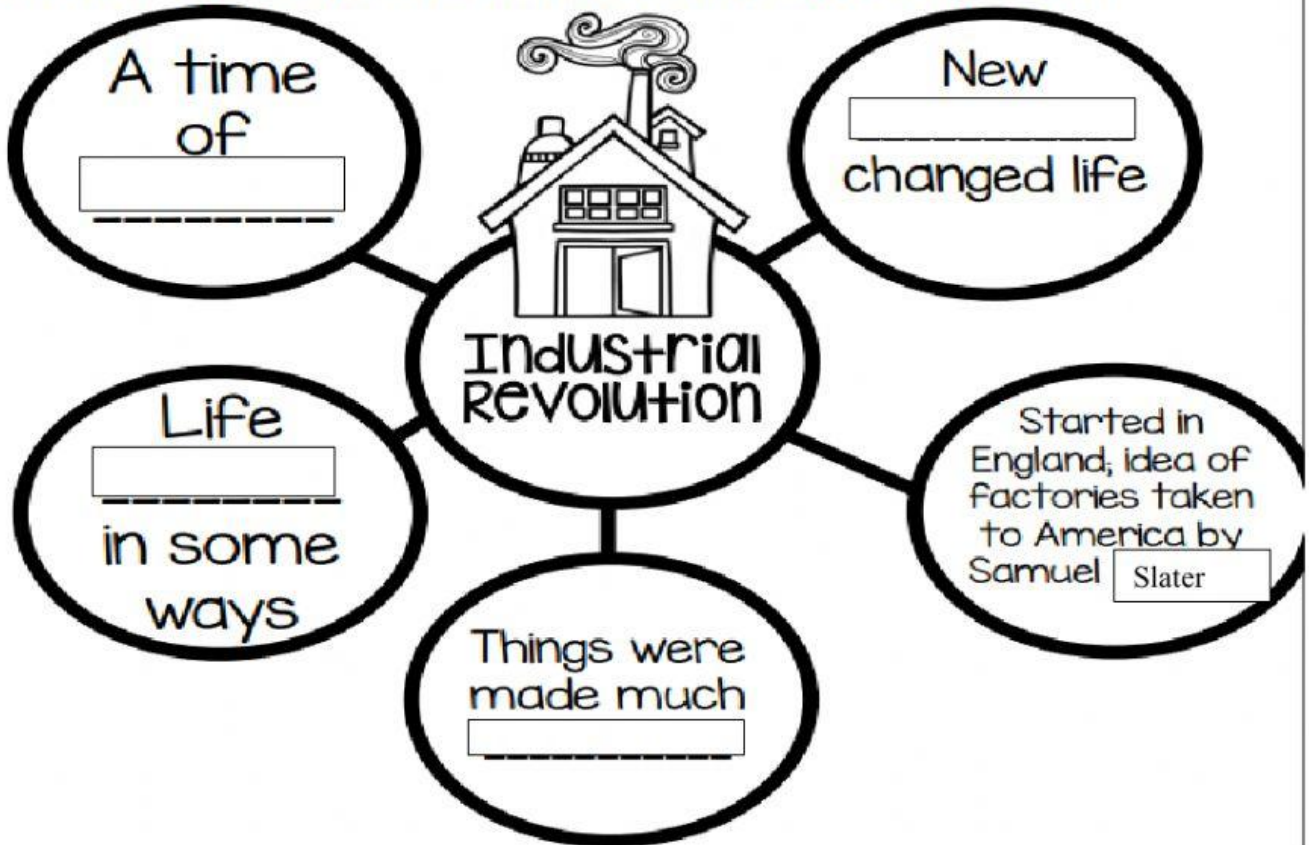 A time
of
New
changed life
Industrial
Revolution
Life
in some
ways
Started in
England; idea of
factories taken
to America by
Samuel Slater
Things were
made much